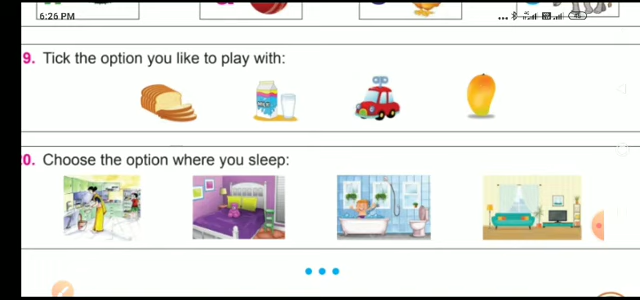 6:26 PM
9. Tick the option you like to play with:
MILK
0. Choose the option where you sleep: